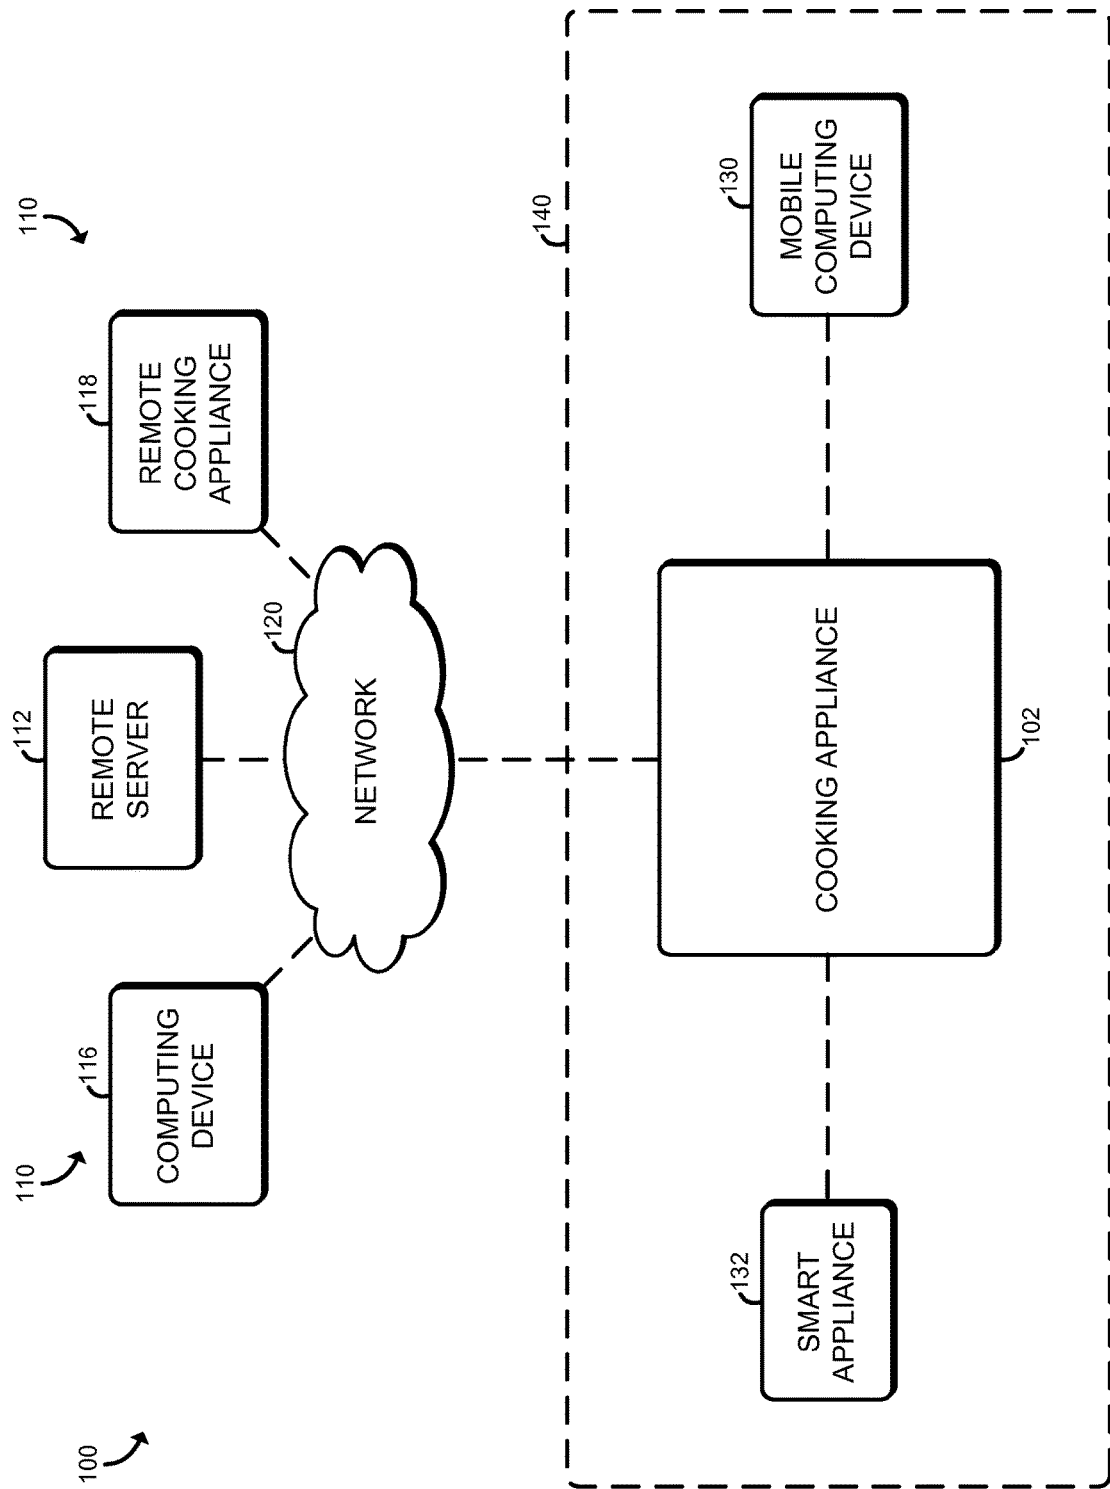 100
110
110
116
COMPUTING
DEVICE
112
REMOTE
SERVER
118
REMOTE
COOKING
APPLIANCE
120
NETWORK
140
132
SMART
APPLIANCE
COOKING APPLIANCE
102
130
MOBILE
COMPUTING
DEVICE